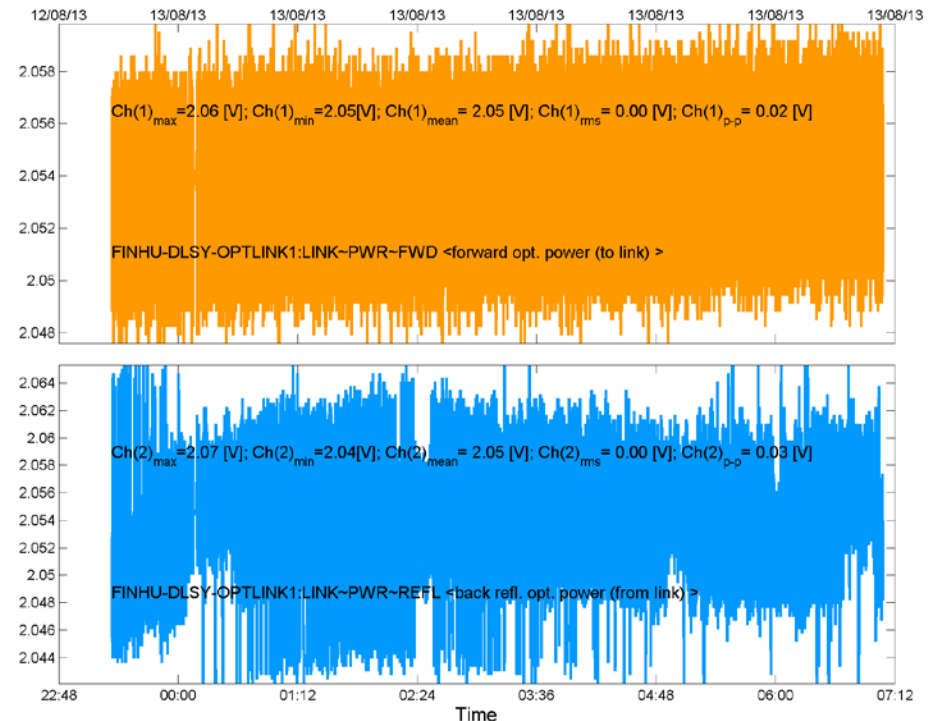 12/08/13 13/08/13 13/08/13 13/08/13 13/08/13 13/08/13 13/08/13 13/08/13
2.058
2.056
Ch(1)max=2.06 [V]; Ch(1)min=2.05[V]; Ch(1)mean= 2.05 [V]; Ch(1)rms= 0.00 [V]; Ch(1)p-p= 0.02 [V]
2.054
2.052
FINHU-DLSY-OPTLINK1:LINK~PWR~FWD <forward opt. power (to link) >
2.05
2.048
2.064
2.062
2.06
Ch(2)max=2.07 [V]; Ch(2)min=2.04[V]; Ch(2)mean= 2.05 [V]; Ch(2)rms= 0.00 [V]; Ch(2)p-p= 0.03 [V]
2.058
2.056
2.054
2.052
2.05
FINHU-DLSY-OPTLINK1:LINK~PWR~REFL <back refl. opt. power (from link) >
2.048
2.046
2.044
22:48 00:00 01:12 02:24 03:36 04:48 06:00 07:12
Time